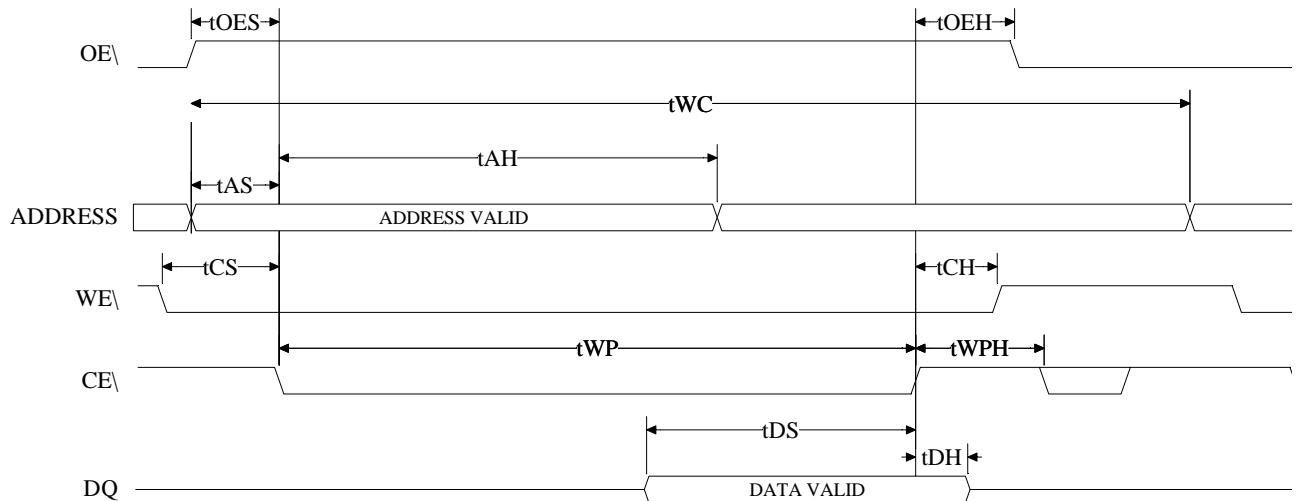 tOES
tOEH
OE\
tWC
tAH
tAS
ADDRESS
ADDRESS VALID
tCS
tCH
WE\
tWP
tWPH
CE\
tDS
tDH
DQ
DATA VALID